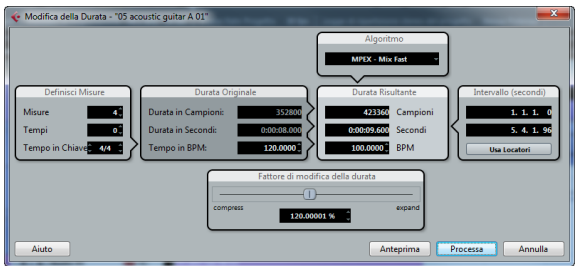 Modifica della Durata - "05 acoustic guitar A 01"
Algoritmo
MPEX - Mix Fast
Definisci Misure
Misure 4
Tempi 0
Tempo in Chiave 4/4
Durata Originale
Durata in Campioni: 352800
Durata in Secondi: 0:00:08.000
Tempo in BPM: 120.0000
Durata Risultante
423360 Campioni
0:00:09.600 Secondi
100.0000 BPM
Intervallo (secondi)
1. 1. 1. 0
5. 4. 1. 96
Usa Locatori
Fattore di modifica della durata
compress expand
120.00001 %
Aiuto Anteprima Processa Annulla